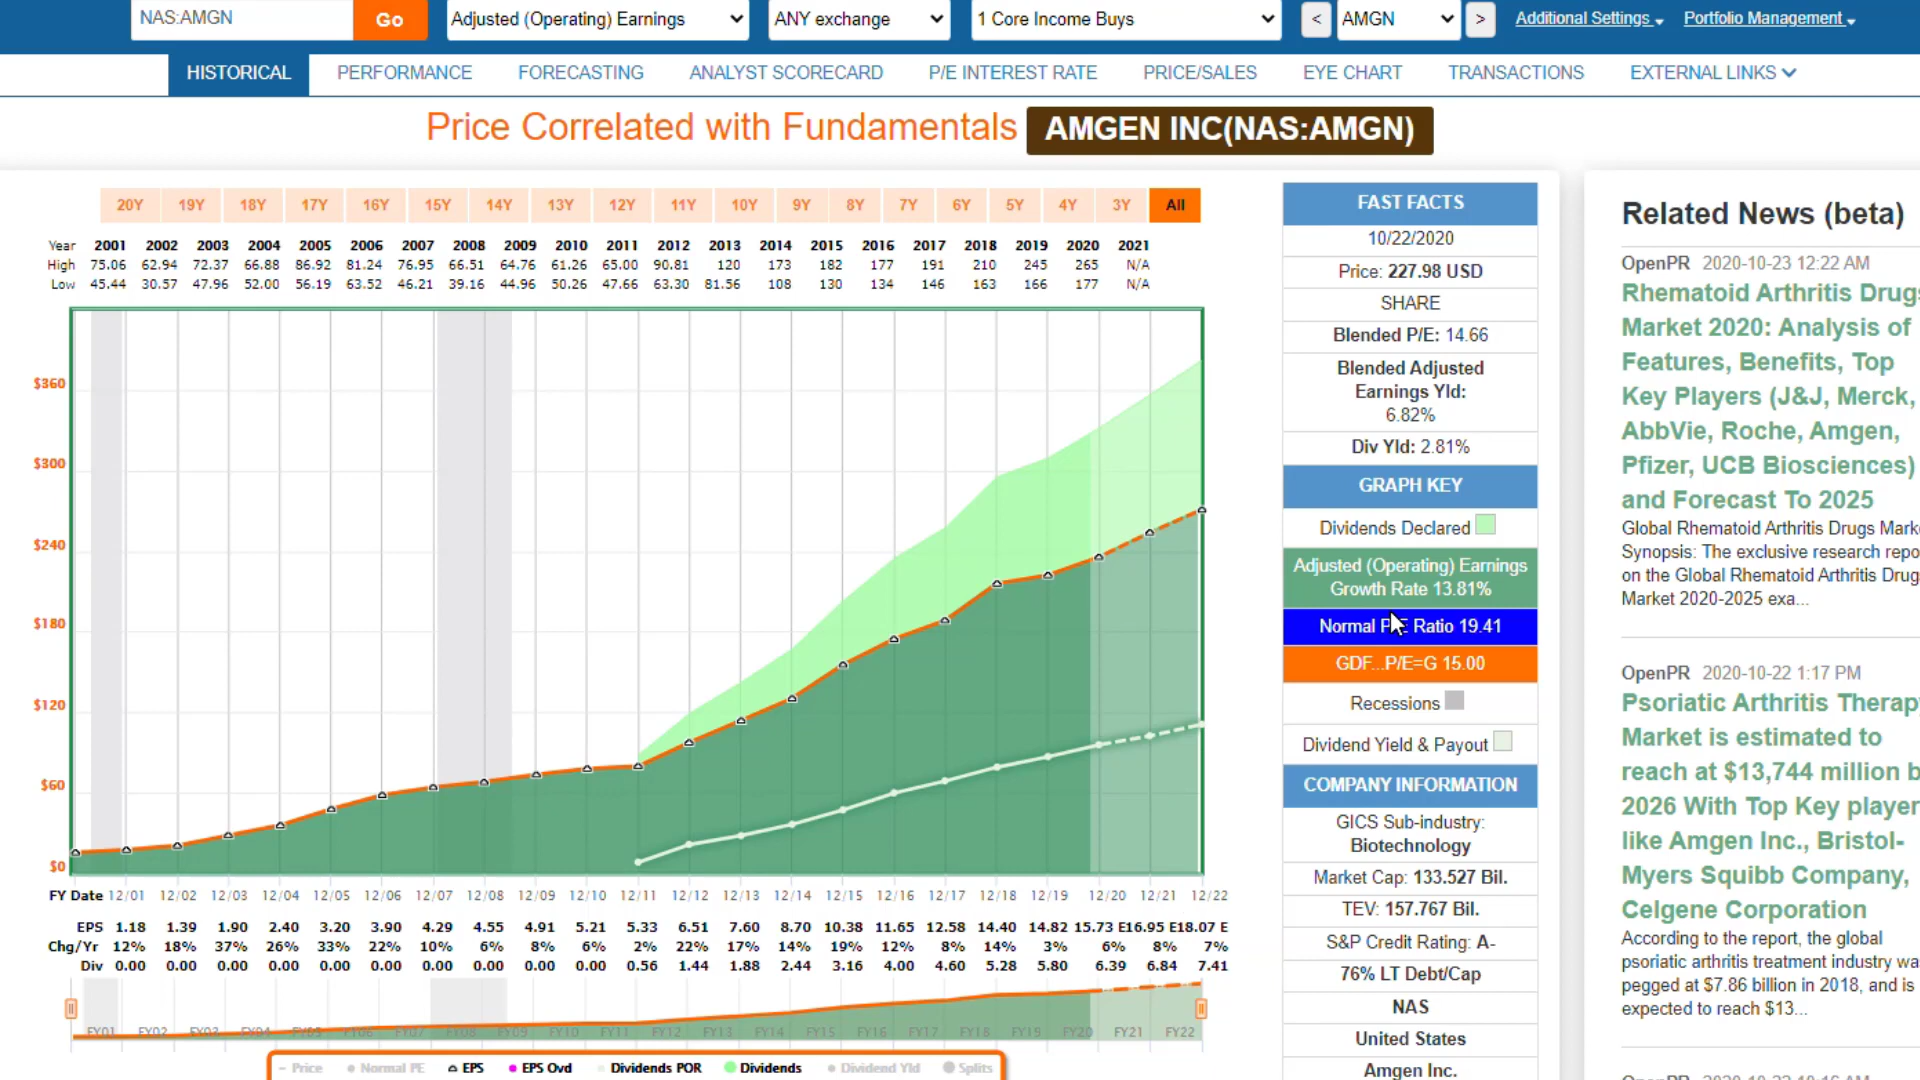 NAS:AMGN Go Adjusted (Operating) Earnings ANY exchange 1 Core Income Buys < AMGN > Additional Settings Portfolio Management
HISTORICAL PERFORMANCE FORECASTING ANALYST SCORECARD P/E INTEREST RATE PRICE/SALES EYE CHART TRANSACTIONS EXTERNAL LINKS
Price Correlated with Fundamentals AMGEN INC(NAS:AMGN)
20Y 19Y 18Y 17Y 16Y 15Y 14Y 13Y 12Y 11Y 10Y 9Y 8Y 7Y 6Y 5Y 4Y 3Y All
Year 2001 2002 2003 2004 2005 2006 2007 2008 2009 2010 2011 2012 2013 2014 2015 2016 2017 2018 2019 2020 2021
High 75.06 62.94 72.37 66.88 86.92 81.24 76.95 66.51 64.76 61.26 65.00 90.81 120 173 182 177 191 210 245 265 N/A
Low 45.44 30.57 47.96 52.00 56.19 63.52 46.21 39.16 44.96 50.26 47.66 63.30 81.56 108 130 134 146 163 166 177 N/A
$360
$300
$240
$180
$120
$60
$0
FY Date 12/01 12/02 12/03 12/04 12/05 12/06 12/07 12/08 12/09 12/10 12/11 12/12 12/13 12/14 12/15 12/16 12/17 12/18 12/19 12/20 12/21 12/22
EPS 1.18 1.39 1.90 2.40 3.20 3.90 4.29 4.55 4.91 5.21 5.33 6.51 7.60 8.70 10.38 11.65 12.58 14.40 14.82 15.73 E16.95 E18.07 E
Chg/Yr 12% 18% 37% 26% 33% 22% 10% 6% 8% 6% 2% 22% 17% 14% 19% 12% 8% 14% 3% 6% 8% 7%
Div 0.00 0.00 0.00 0.00 0.00 0.00 0.00 0.00 0.00 0.00 0.56 1.44 1.88 2.44 3.16 4.00 4.60 5.28 5.80 6.39 6.84 7.41
FY01 FY02 FY03 FY04 FY05 FY06 FY07 FY08 FY09 FY10 FY11 FY12 FY13 FY14 FY15 FY16 FY17 FY18 FY19 FY20 FY21 FY22
Price Normal PE EPS EPS Ovd Dividends POR Dividends Dividend Yld Splits
FAST FACTS
10/22/2020
Price: 227.98 USD
SHARE
Blended P/E: 14.66
Blended Adjusted
Earnings Yld:
6.82%
Div Yld: 2.81%
GRAPH KEY
Dividends Declared
Adjusted (Operating) Earnings
Growth Rate 13.81%
Normal P/E Ratio 19.41
GDF...P/E=G 15.00
Recessions
Dividend Yield & Payout
COMPANY INFORMATION
GICS Sub-industry:
Biotechnology
Market Cap: 133.527 Bil.
TEV: 157.767 Bil.
S&P Credit Rating: A-
76% LT Debt/Cap
NAS
United States
Amgen Inc.
Related News (beta)
OpenPR 2020-10-23 12:22 AM
Rhematoid Arthritis Drugs
Market 2020: Analysis of
Features, Benefits, Top
Key Players (J&J, Merck,
AbbVie, Roche, Amgen,
Pfizer, UCB Biosciences)
and Forecast To 2025
Global Rhematoid Arthritis Drugs Marke
Synopsis: The exclusive research repo
on the Global Rhematoid Arthritis Drug
Market 2020-2025 exa...
OpenPR 2020-10-22 1:17 PM
Psoriatic Arthritis Therapy
Market is estimated to
reach at $13,744 million b
2026 With Top Key player
like Amgen Inc., Bristol-
Myers Squibb Company,
Celgene Corporation
According to the report, the global
psoriatic arthritis treatment industry wa
pegged at $7.86 billion in 2018, and is
expected to reach $13...